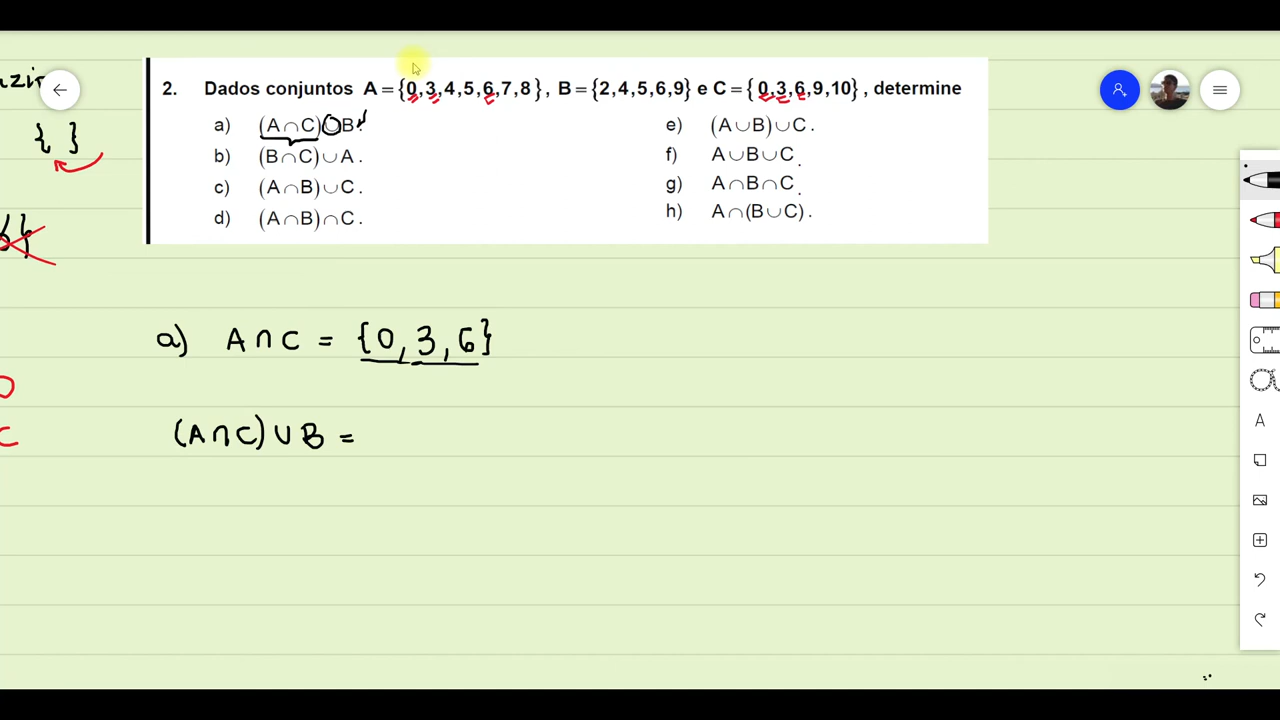 2. Dados conjuntos A={0,3,4,5,6,7,8}, B={2,4,5,6,9} e C={0,3,6,9,10}, determine
a) (A∩C)∪B.
b) (B∩C)∪A.
c) (A∩B)∪C.
d) (A∩B)∩C.
e) (A∪B)∪C.
f) A∪B∪C.
g) A∩B∩C.
h) A∩(B∪C).
{ }
a) A∩C = {0,3,6}
(A∩C)∪B =
C
A